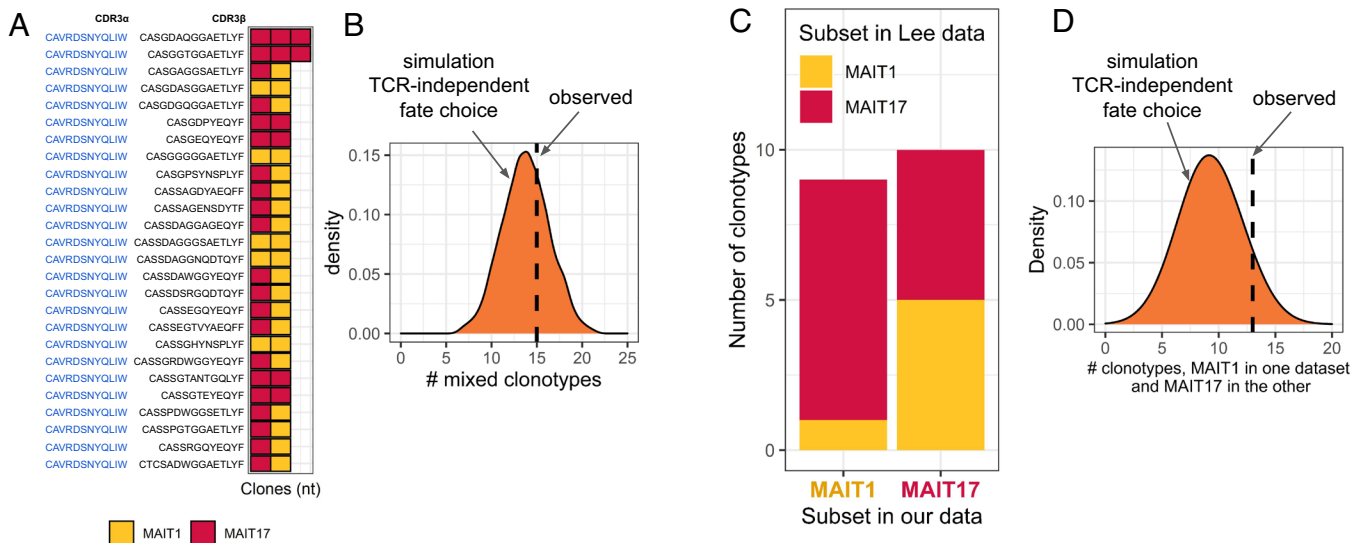 A
CDR3α CDR3β
CAVRDSNYQLIW CASGDAQGGAETLYF
CAVRDSNYQLIW CASGGTGGAETLYF
CAVRDSNYQLIW CASGAGGSAETLYF
CAVRDSNYQLIW CASGDASGGAETLYF
CAVRDSNYQLIW CASGDGQGGAETLYF
CAVRDSNYQLIW CASGDPYEQYF
CAVRDSNYQLIW CASGEQYEQYF
CAVRDSNYQLIW CASGGGGGAETLYF
CAVRDSNYQLIW CASGPSYNSPLYF
CAVRDSNYQLIW CASSAGDYAEQFF
CAVRDSNYQLIW CASSAGENSDYTF
CAVRDSNYQLIW CASSDAGGAGEQYF
CAVRDSNYQLIW CASSDAGGGSAETLYF
CAVRDSNYQLIW CASSDAGGNQDTQYF
CAVRDSNYQLIW CASSDAWGGYEQYF
CAVRDSNYQLIW CASSDSRGQDTQYF
CAVRDSNYQLIW CASSEGQYEQYF
CAVRDSNYQLIW CASSEGTVYAEQFF
CAVRDSNYQLIW CASSGHYNSPLYF
CAVRDSNYQLIW CASSGRDWGGYEQYF
CAVRDSNYQLIW CASSGTANTGQLYF
CAVRDSNYQLIW CASSGTEYEQYF
CAVRDSNYQLIW CASSPDWGGSETLYF
CAVRDSNYQLIW CASSPGTGGAETLYF
CAVRDSNYQLIW CASSRGQYEQYF
CAVRDSNYQLIW CTCSADWGGAETLYF
Clones (nt)
MAIT1 MAIT17
B
simulation
TCR-independent
fate choice
observed
density
0.15
0.10
0.05
0.00
0 5 10 15 20 25
# mixed clonotypes
C
Subset in Lee data
MAIT1
MAIT17
Number of clonotypes
10
5
0
MAIT1 MAIT17
Subset in our data
D
simulation
TCR-independent
fate choice
observed
Density
0.10
0.05
0.00
0 5 10 15 20
# clonotypes, MAIT1 in one dataset
and MAIT17 in the other